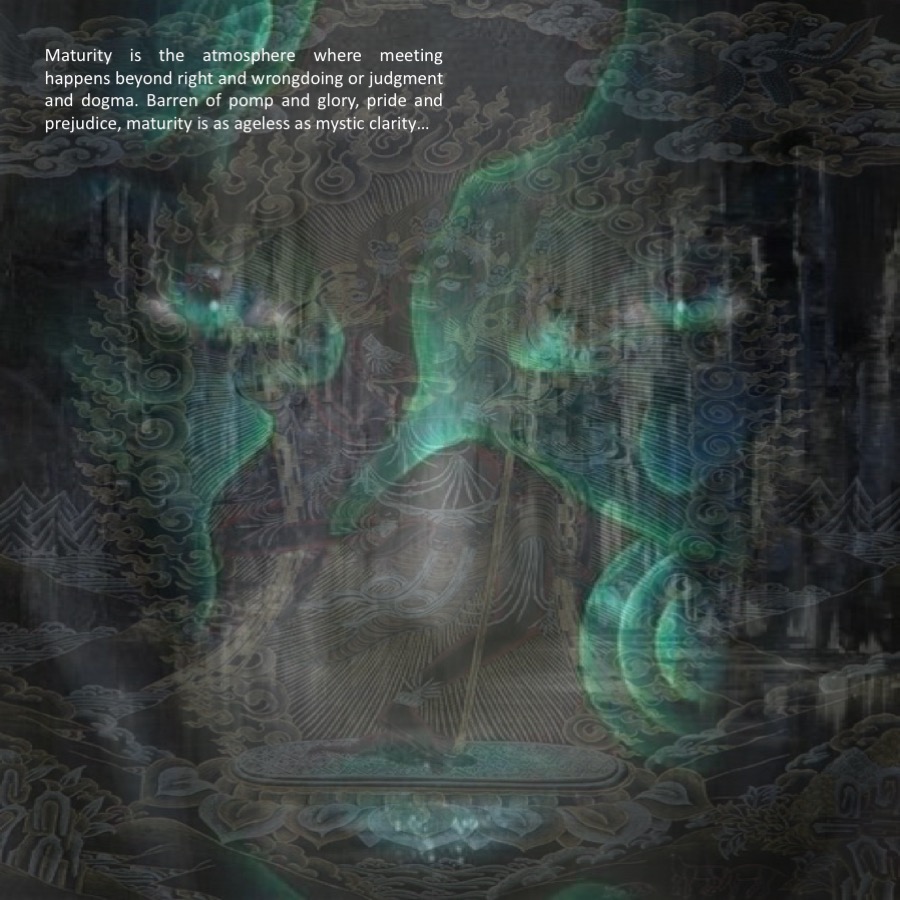 Maturity is the atmosphere where meeting
happens beyond right and wrongdoing or judgment
and dogma. Barren of pomp and glory, pride and
prejudice, maturity is as ageless as mystic clarity…